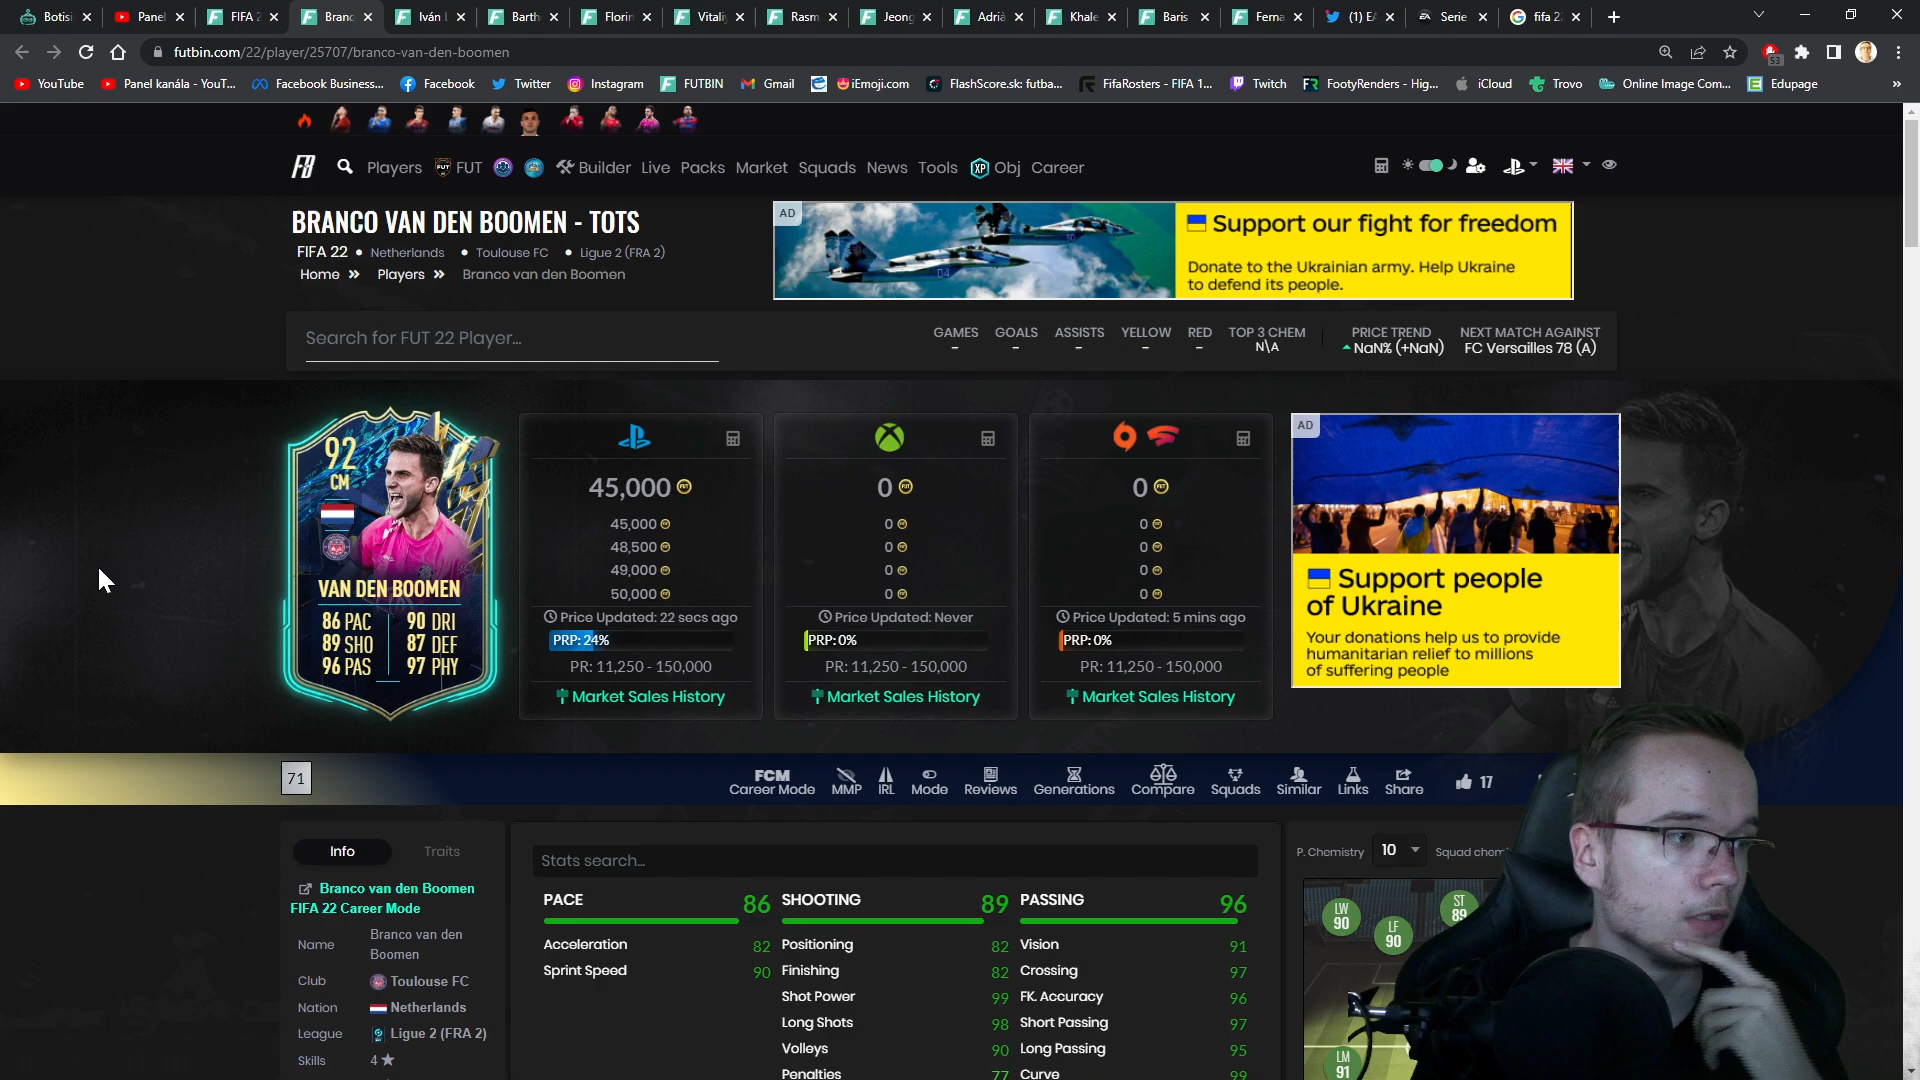 Botis
Panel
FIFA 2
Branc
Iván L
Barth
Florin
Vitaliy
Rasm
Jeong
Adrià
Khale
Baris
Ferna
(1) EA
Serie
fifa 2
futbin.com/22/player/25707/branco-van-den-boomen
53
YouTube
Panel kanála - YouT...
Facebook Business...
Facebook
Twitter
Instagram
FUTBIN
Gmail
iEmoji.com
FlashScore.sk: futba...
FifaRosters - FIFA 1...
Twitch
FootyRenders - Hig...
iCloud
Trovo
Online Image Com...
Edupage
Players
FUT
Builder
Live
Packs
Market
Squads
News
Tools
Obj
Career
BRANCO VAN DEN BOOMEN - TOTS
FIFA 22 • Netherlands • Toulouse FC • Ligue 2 (FRA 2)
Home » Players » Branco van den Boomen
AD
Support our fight for freedom
Donate to the Ukrainian army. Help Ukraine
to defend its people.
Search for FUT 22 Player...
GAMES GOALS ASSISTS YELLOW RED TOP 3 CHEM PRICE TREND NEXT MATCH AGAINST
- - - - - N\A NaN% (+NaN) FC Versailles 78 (A)
92
CM
VAN DEN BOOMEN
86 PAC 90 DRI
89 SHO 87 DEF
96 PAS 97 PHY
45,000
45,000
48,500
49,000
50,000
Price Updated: 22 secs ago
PRP: 24%
PR: 11,250 - 150,000
Market Sales History
0
0
0
0
0
Price Updated: Never
PRP: 0%
PR: 11,250 - 150,000
Market Sales History
0
0
0
0
0
Price Updated: 5 mins ago
PRP: 0%
PR: 11,250 - 150,000
Market Sales History
AD
Support people
of Ukraine
Your donations help us to provide
humanitarian relief to millions
of suffering people
71
FCM
Career Mode
MMP
IRL
Mode
Reviews
Generations
Compare
Squads
Similar
Links
Share
17
Info
Traits
Branco van den Boomen
FIFA 22 Career Mode
Name Branco van den
Boomen
Club Toulouse FC
Nation Netherlands
League Ligue 2 (FRA 2)
Skills 4★
Stats search...
PACE 86
Acceleration 82
Sprint Speed 90
SHOOTING 89
Positioning 82
Finishing 82
Shot Power 99
Long Shots 98
Volleys 90
Penalties 77
PASSING 96
Vision 91
Crossing 97
FK. Accuracy 96
Short Passing 97
Long Passing 95
Curve 99
P. Chemistry 10 Squad chem
LW
90
LF
90
ST
89
LM
91